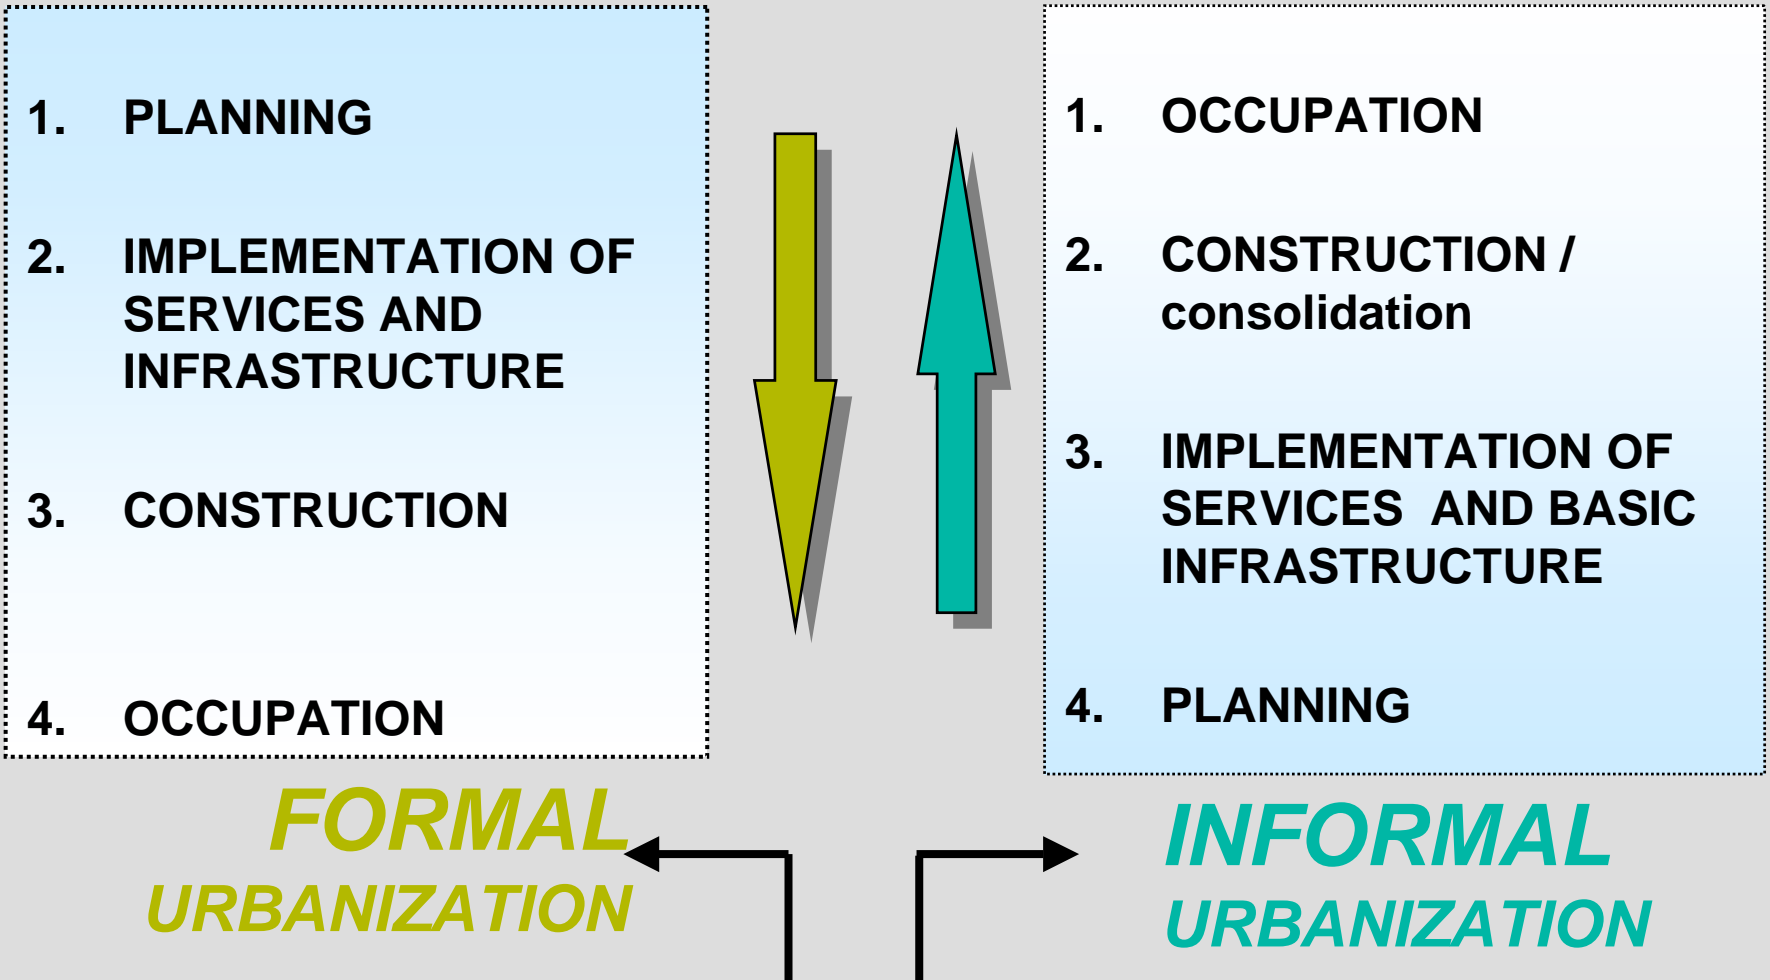 1. PLANNING
2. IMPLEMENTATION OF
SERVICES AND
INFRASTRUCTURE
3. CONSTRUCTION
4. OCCUPATION
FORMAL
URBANIZATION
1. OCCUPATION
2. CONSTRUCTION /
consolidation
3. IMPLEMENTATION OF
SERVICES AND BASIC
INFRASTRUCTURE
4. PLANNING
INFORMAL
URBANIZATION